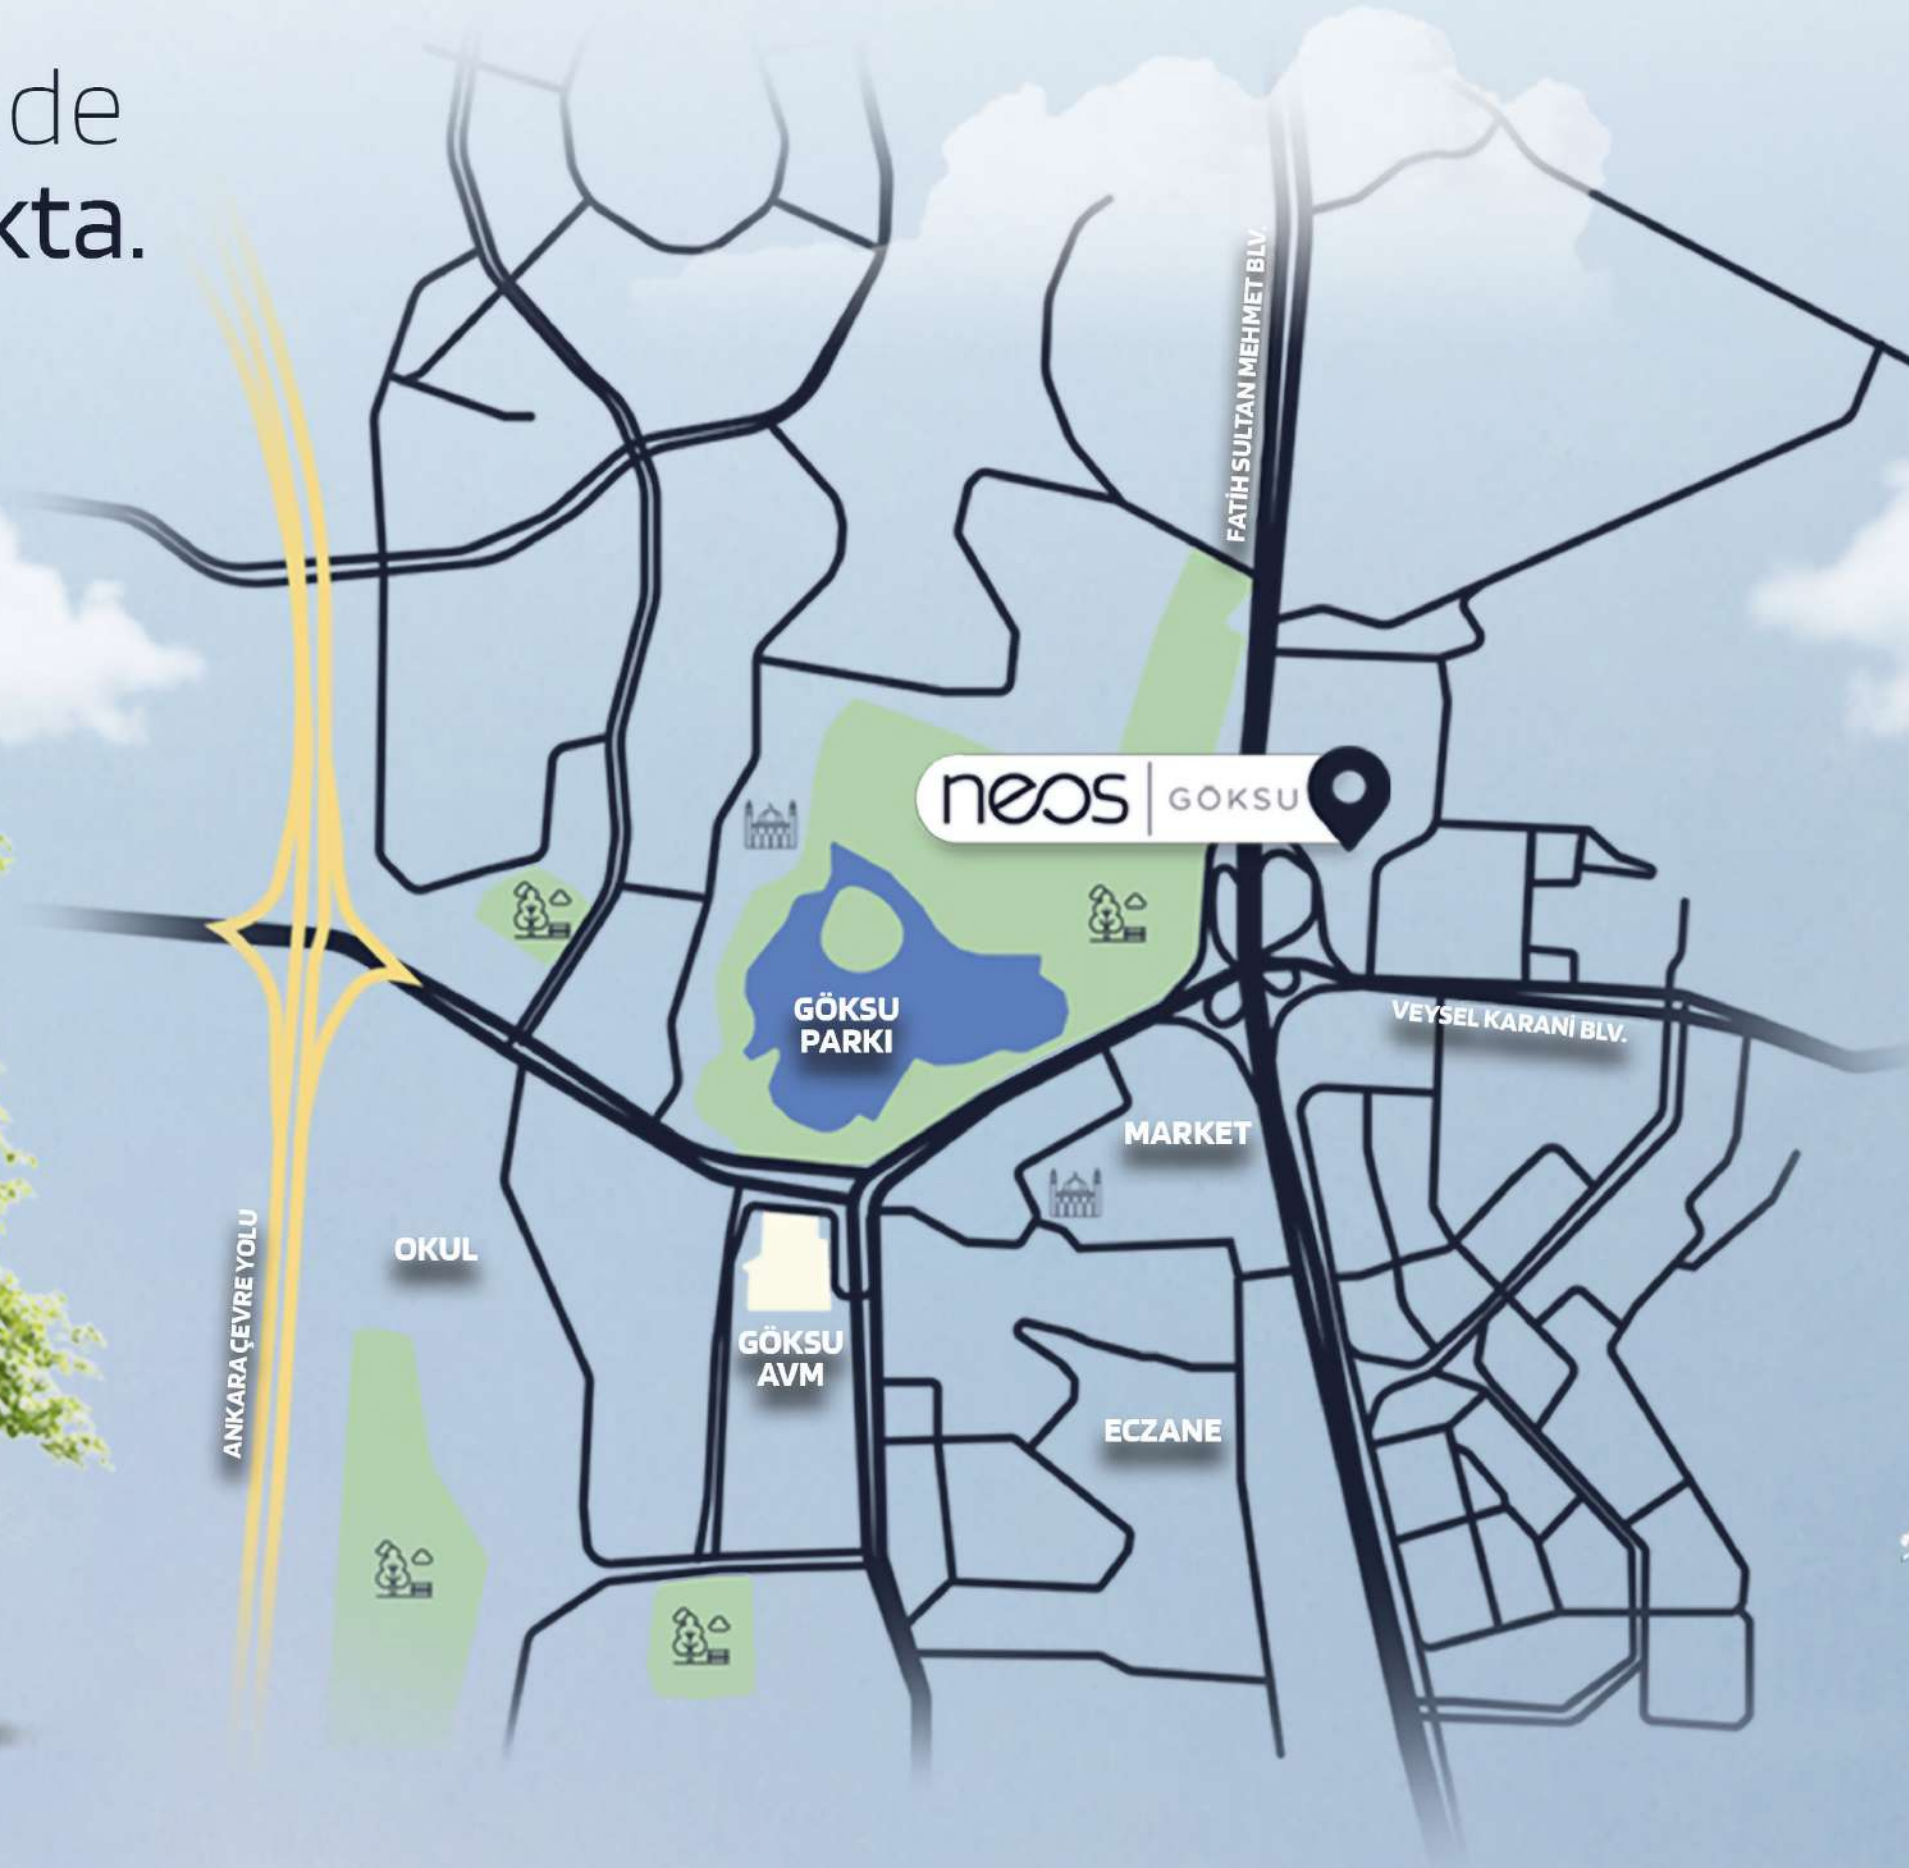 de
kta.
FATİH SULTAN MEHMET BLV.
neos | GÖKSU
GÖKSU
PARKI
VEYSEL KARANİ BLV.
MARKET
OKUL
ANKARA ÇEVRE YOLU
GÖKSU
AVM
ECZANE